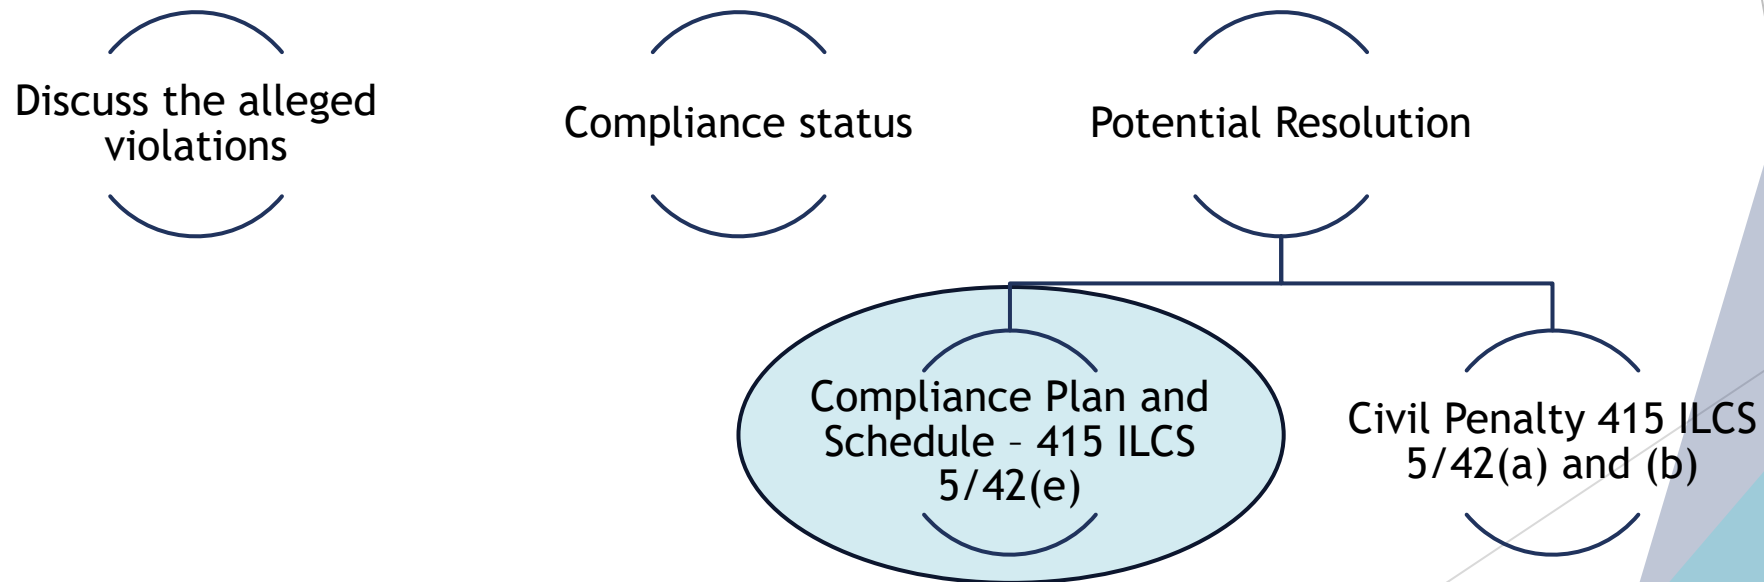 Discuss the alleged
violations
Compliance status
Potential Resolution
Compliance Plan and
Schedule – 415 ILCS
5/42(e)
Civil Penalty 415 ILCS
5/42(a) and (b)